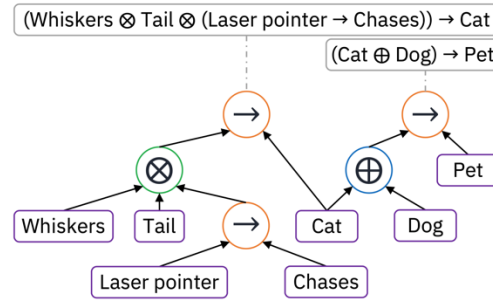 (Whiskers ⊗ Tail ⊗ (Laser pointer → Chases)) → Cat
(Cat ⊕ Dog) → Pet
→ →
⊗ ⊕
Pet
Whiskers Tail → Cat Dog
Laser pointer Chases